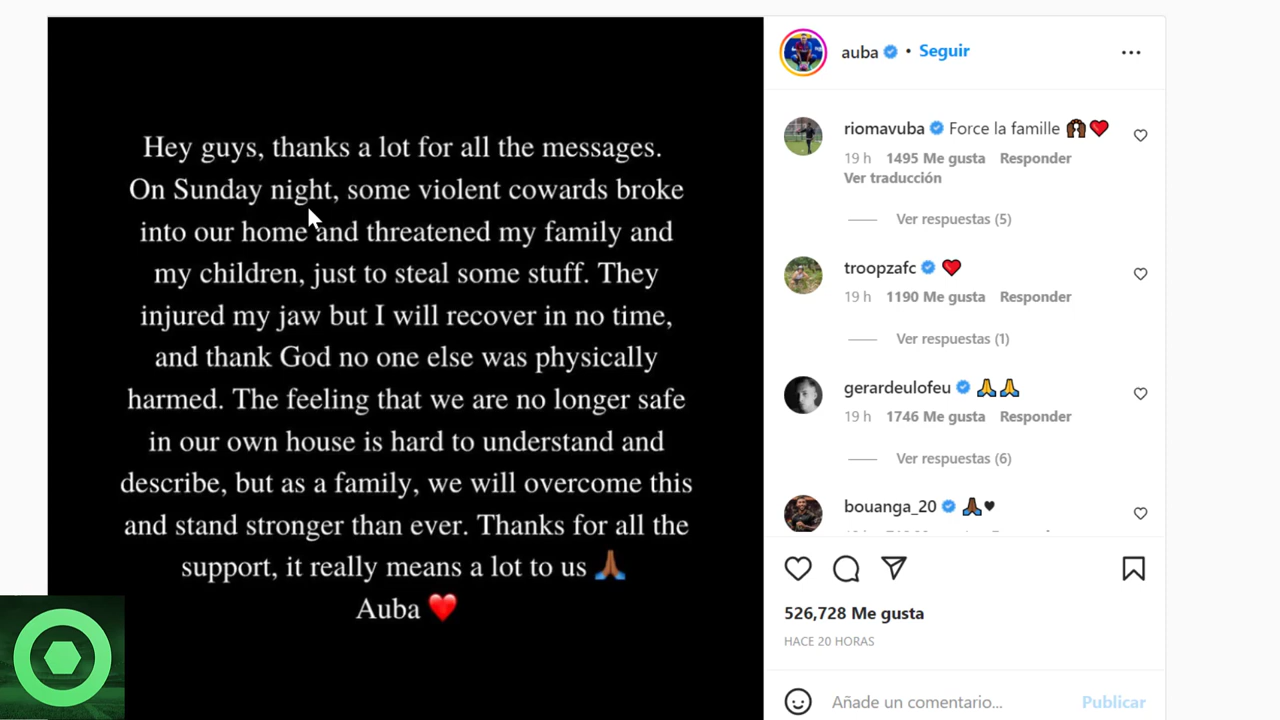 Hey guys, thanks a lot for all the messages.
On Sunday night, some violent cowards broke
into our home and threatened my family and
my children, just to steal some stuff. They
injured my jaw but I will recover in no time,
and thank God no one else was physically
harmed. The feeling that we are no longer safe
in our own house is hard to understand and
describe, but as a family, we will overcome this
and stand stronger than ever. Thanks for all the
support, it really means a lot to us 🙏🏾
Auba ❤️
auba • Seguir
riomavuba Force la famille 🙌🏿❤️
19 h 1495 Me gusta Responder
Ver traducción
Ver respuestas (5)
troopzafc ❤️
19 h 1190 Me gusta Responder
Ver respuestas (1)
gerardeulofeu 🙏🙏
19 h 1746 Me gusta Responder
Ver respuestas (6)
bouanga_20 🙏🏾🖤
526,728 Me gusta
HACE 20 HORAS
Añade un comentario...
Publicar